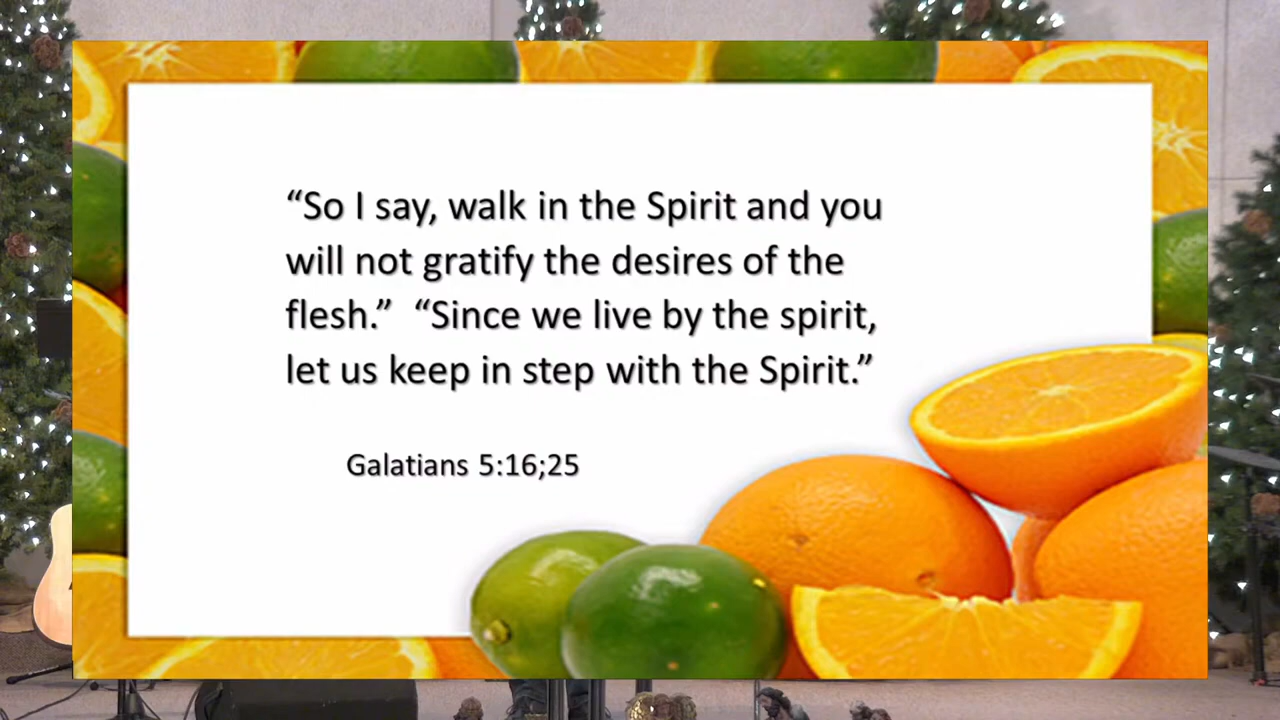 “So I say, walk in the Spirit and you
will not gratify the desires of the
flesh.”  “Since we live by the spirit,
let us keep in step with the Spirit.”
Galatians 5:16;25